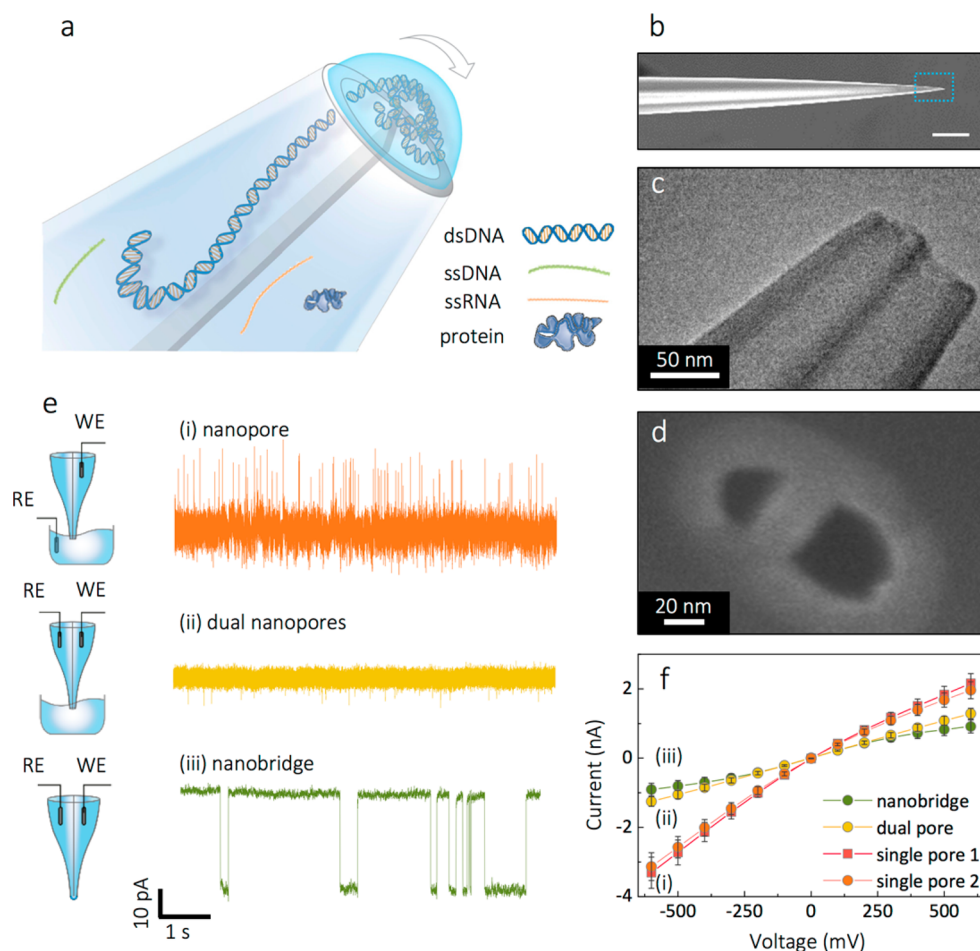 a
dsDNA
ssDNA
ssRNA
protein
b
c
50 nm
d
20 nm
e
WE
RE
(i) nanopore
RE
WE
(ii) dual nanopores
RE
WE
(iii) nanobridge
10 pA
1 s
f
Current (nA)
2
0
-2
-4
(iii)
(ii)
(i)
nanobridge
dual pore
single pore 1
single pore 2
-500
-250
0
250
500
Voltage (mV)